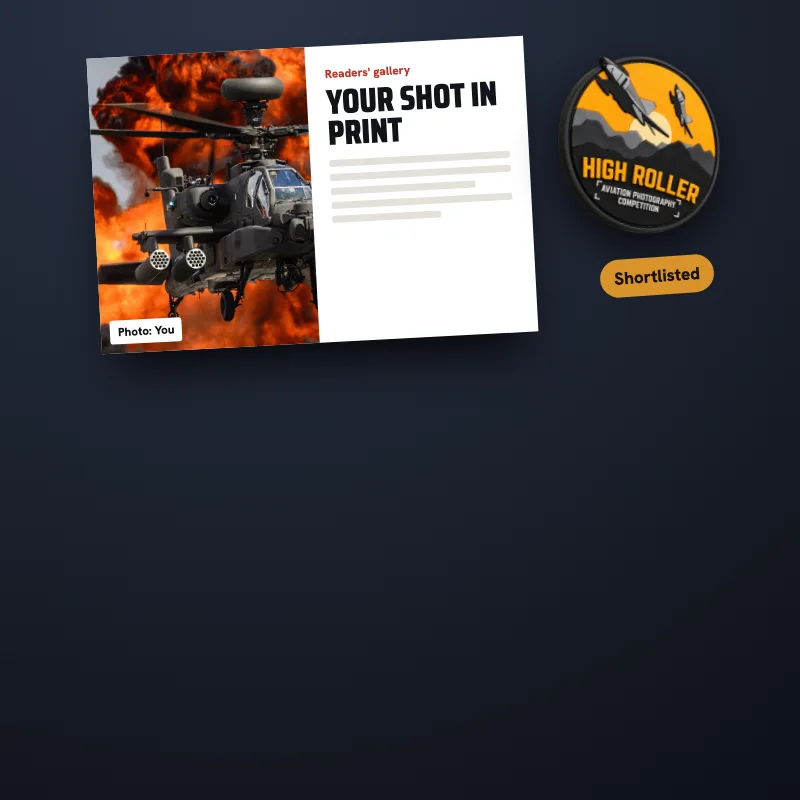 Readers' gallery
YOUR SHOT IN
PRINT
Photo: You
HIGH ROLLER
AVIATION PHOTOGRAPHY
COMPETITION
Shortlisted